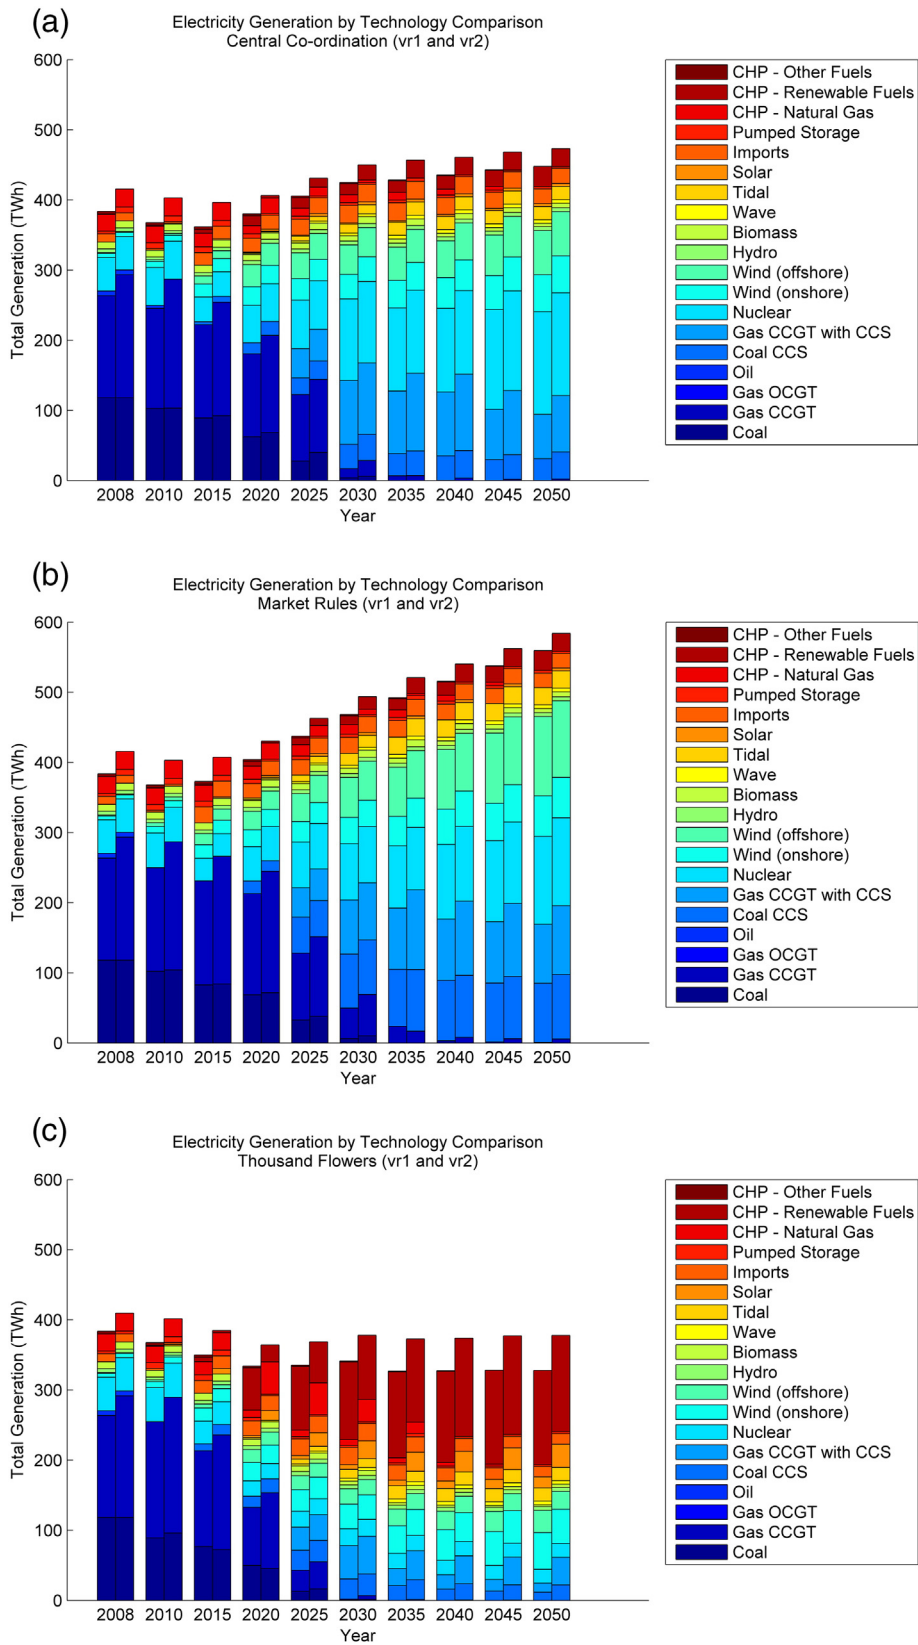 (a)
Electricity Generation by Technology Comparison
Central Co-ordination (vr1 and vr2)
600
500
400
300
200
100
0
Total Generation (TWh)
2008 2010 2015 2020 2025 2030 2035 2040 2045 2050
Year
CHP - Other Fuels
CHP - Renewable Fuels
CHP - Natural Gas
Pumped Storage
Imports
Solar
Tidal
Wave
Biomass
Hydro
Wind (offshore)
Wind (onshore)
Nuclear
Gas CCGT with CCS
Coal CCS
Oil
Gas OCGT
Gas CCGT
Coal
(b)
Electricity Generation by Technology Comparison
Market Rules (vr1 and vr2)
600
500
400
300
200
100
0
Total Generation (TWh)
2008 2010 2015 2020 2025 2030 2035 2040 2045 2050
Year
CHP - Other Fuels
CHP - Renewable Fuels
CHP - Natural Gas
Pumped Storage
Imports
Solar
Tidal
Wave
Biomass
Hydro
Wind (offshore)
Wind (onshore)
Nuclear
Gas CCGT with CCS
Coal CCS
Oil
Gas OCGT
Gas CCGT
Coal
(c)
Electricity Generation by Technology Comparison
Thousand Flowers (vr1 and vr2)
600
500
400
300
200
100
0
Total Generation (TWh)
2008 2010 2015 2020 2025 2030 2035 2040 2045 2050
Year
CHP - Other Fuels
CHP - Renewable Fuels
CHP - Natural Gas
Pumped Storage
Imports
Solar
Tidal
Wave
Biomass
Hydro
Wind (offshore)
Wind (onshore)
Nuclear
Gas CCGT with CCS
Coal CCS
Oil
Gas OCGT
Gas CCGT
Coal